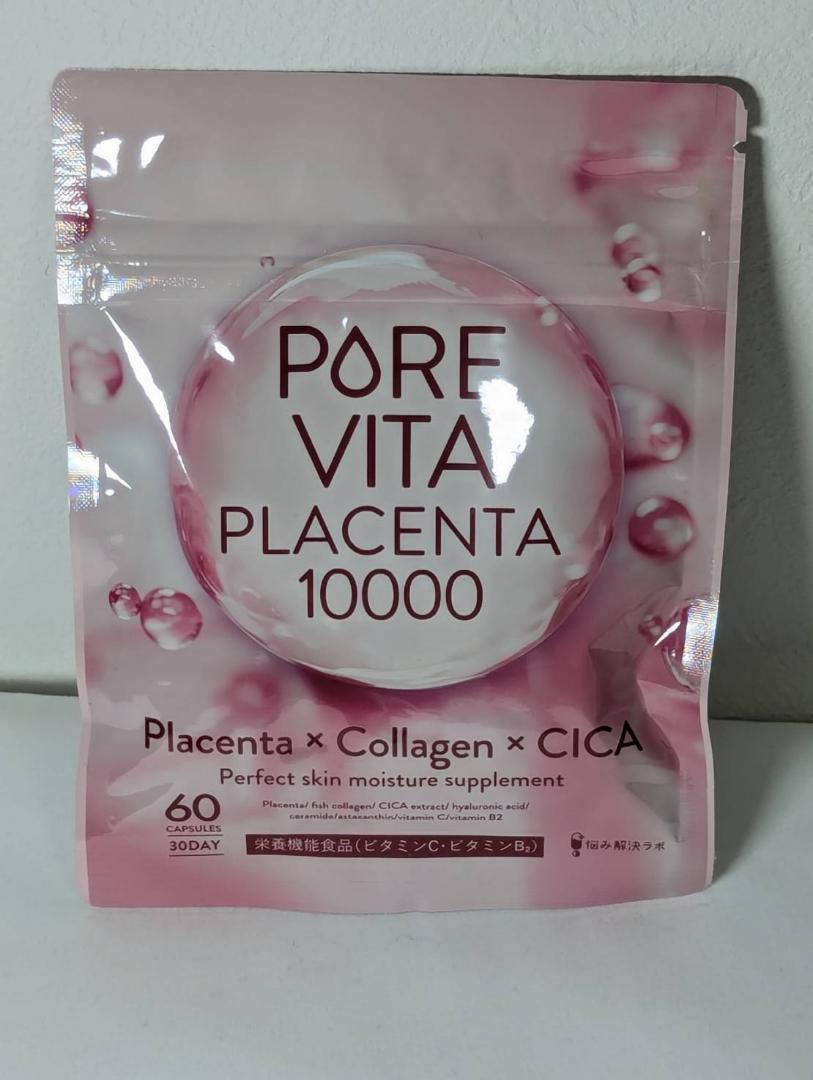 PORE
VITA
PLACENTA
10000
Placenta × Collagen × CICA
Perfect skin moisture supplement
60
CAPSULES
30DAY
Placenta/ fish collagen/ CICA extract/ hyaluronic acid/
ceramide/astaxanthin/vitamin C/vitamin B2
栄養機能食品(ビタミンC・ビタミンB₂)
悩み解決ラボ